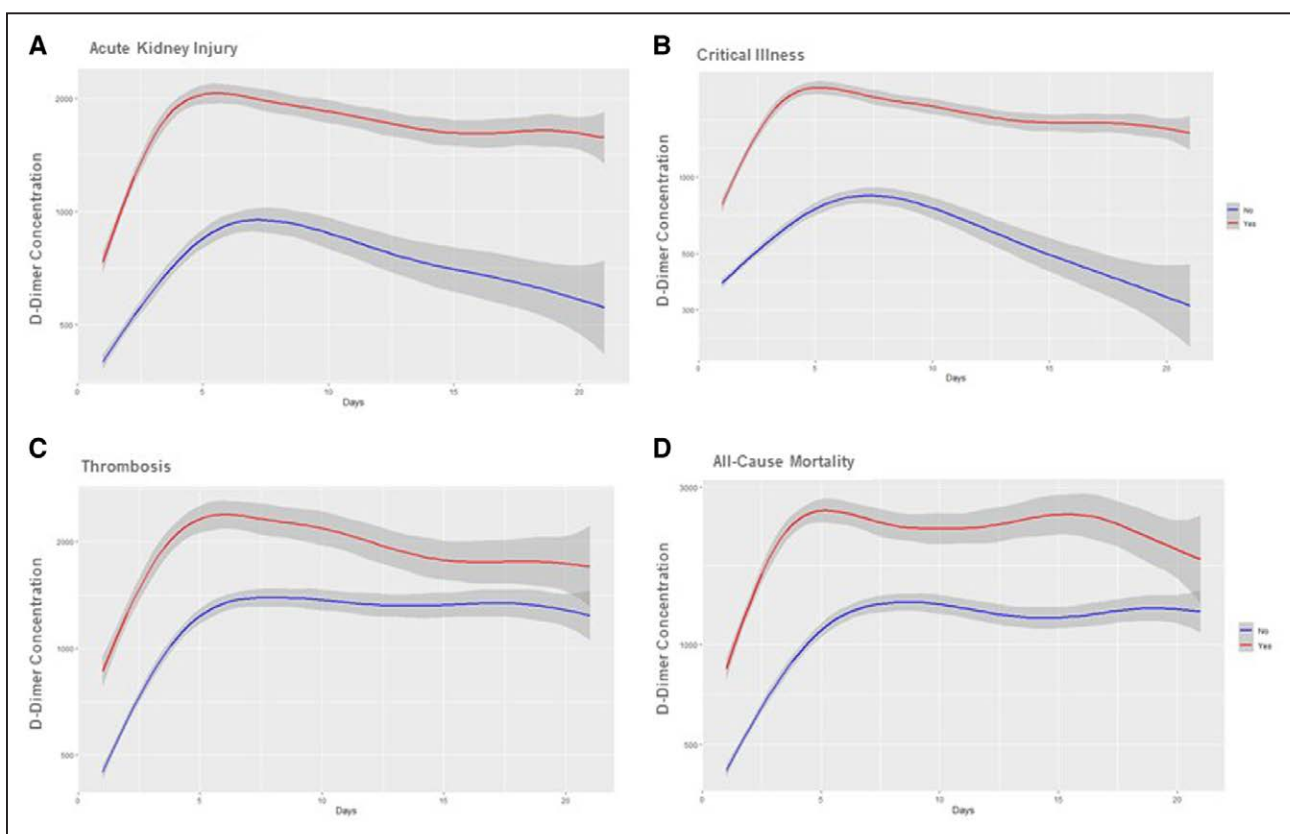 A
Acute Kidney Injury
D-Dimer Concentration
2000
1000
500
0
5
10
15
20
Days
B
Critical Illness
D-Dimer Concentration
1000
500
300
0
5
10
15
20
Days
No
Yes
C
Thrombosis
D-Dimer Concentration
2000
1000
500
0
5
10
15
20
Days
D
All-Cause Mortality
D-Dimer Concentration
3000
1000
500
0
5
10
15
20
Days
No
Yes